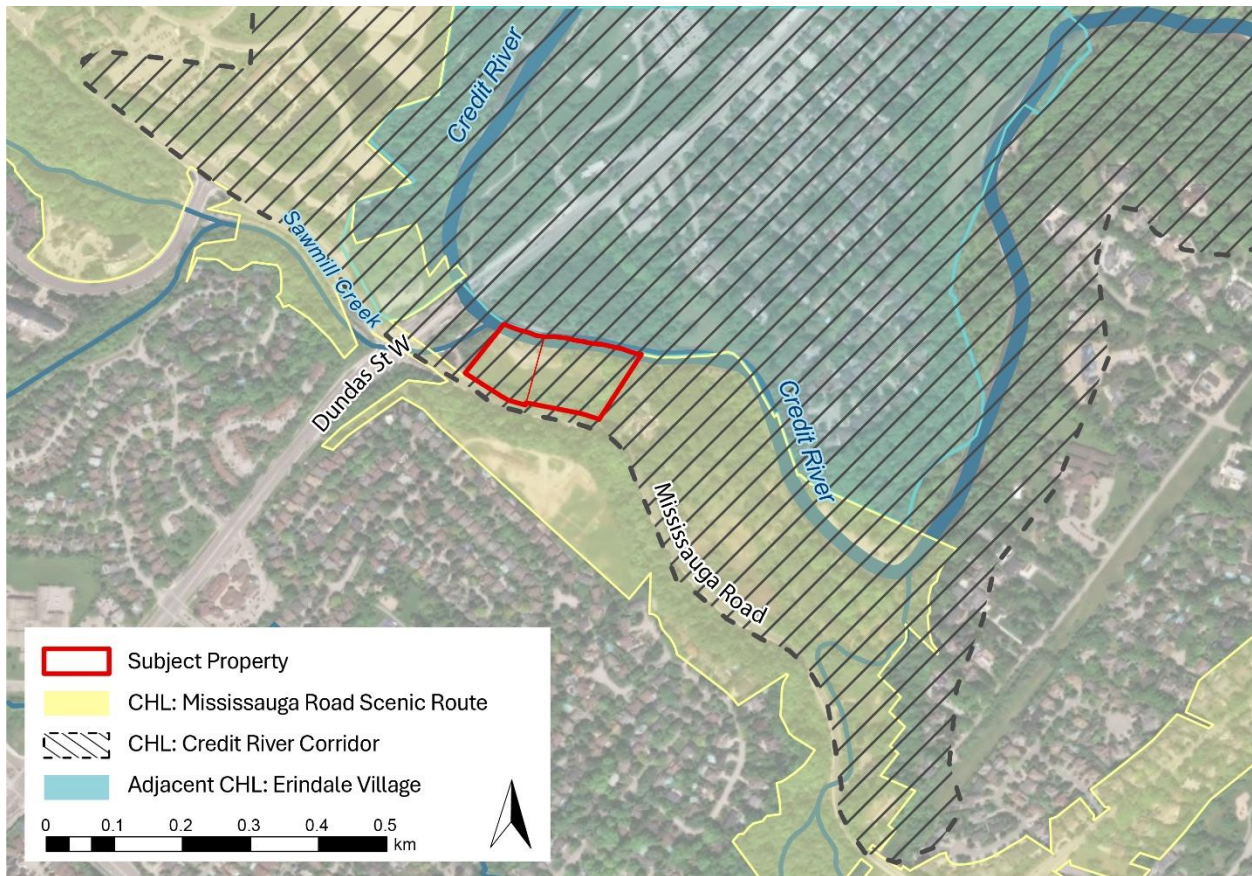 Credit River
Sawmill Creek
Dundas St W
Credit River
Mississauga Road
Subject Property
CHL: Mississauga Road Scenic Route
CHL: Credit River Corridor
Adjacent CHL: Erindale Village
0 0.1 0.2 0.3 0.4 0.5
km